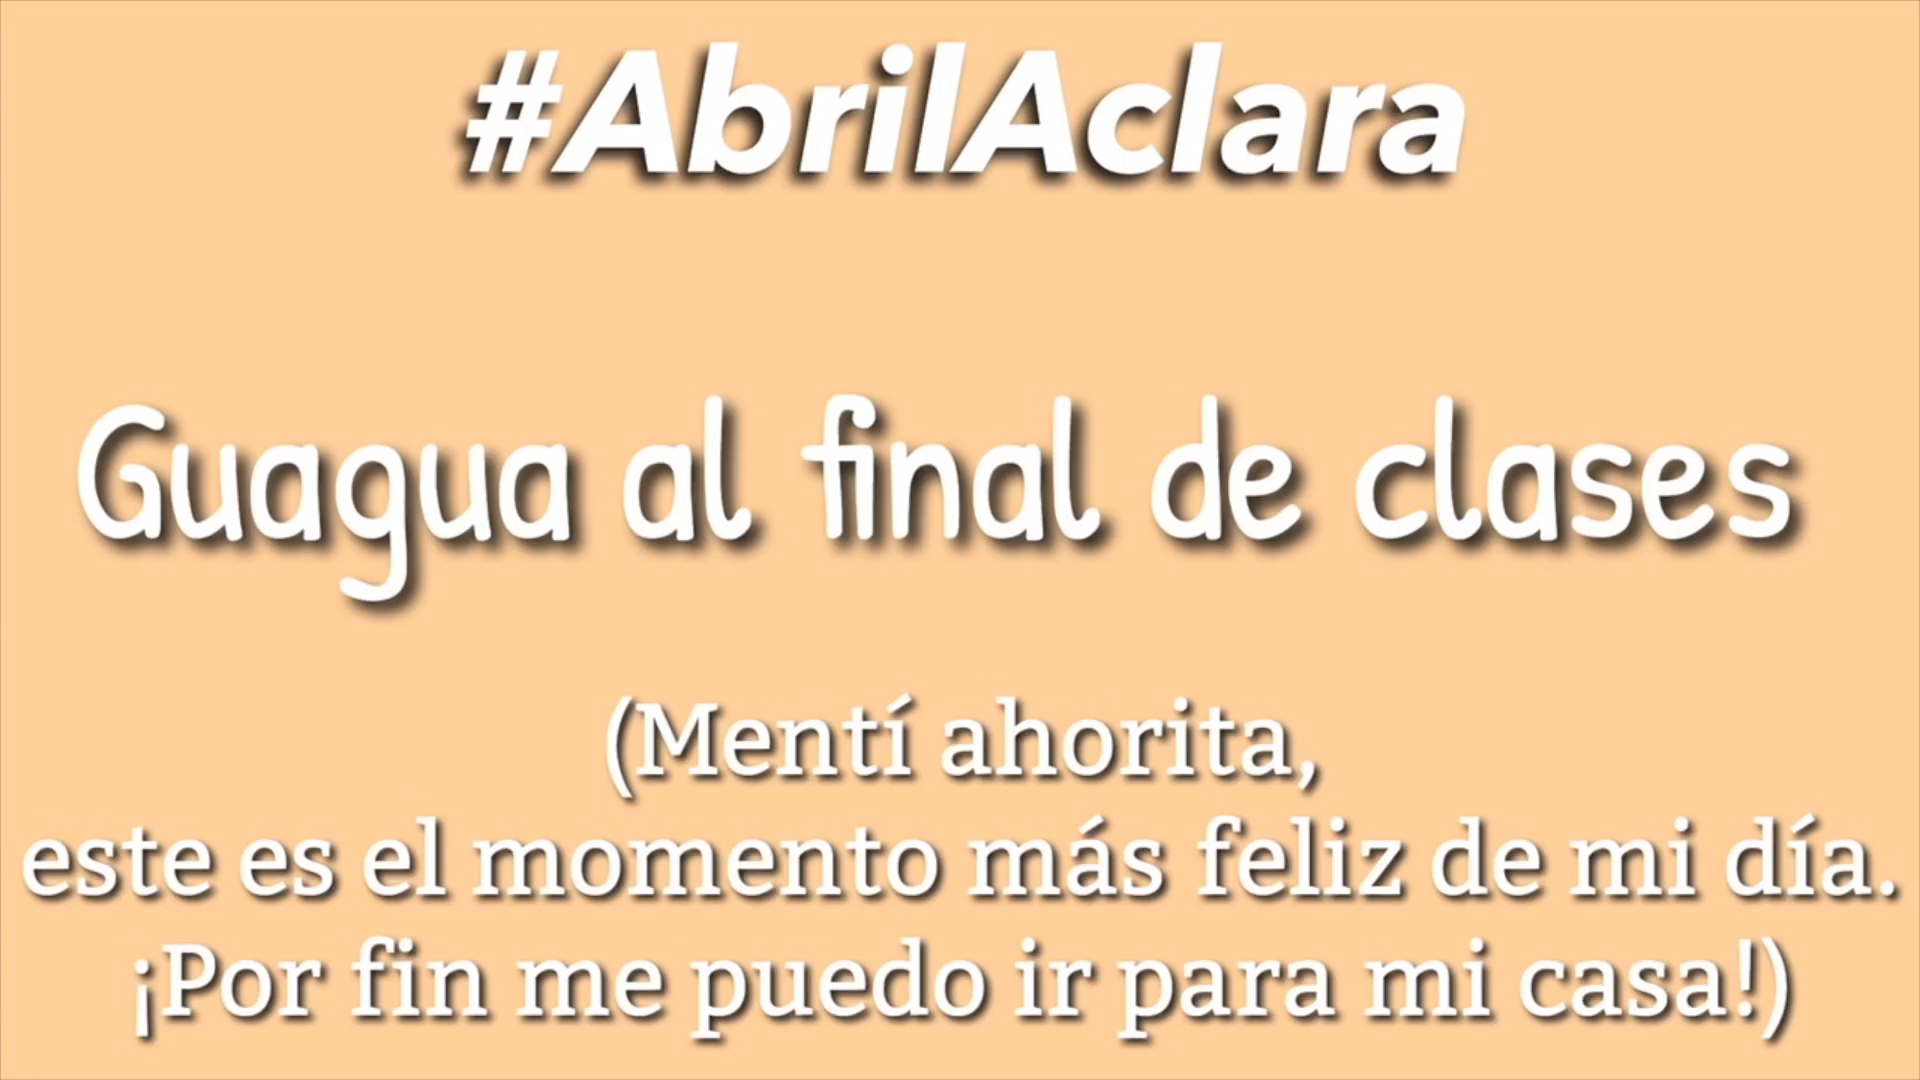 #AbrilAclara
Guagua al final de clases
(Mentí ahorita,
este es el momento más feliz de mi día.
¡Por fin me puedo ir para mi casa!)